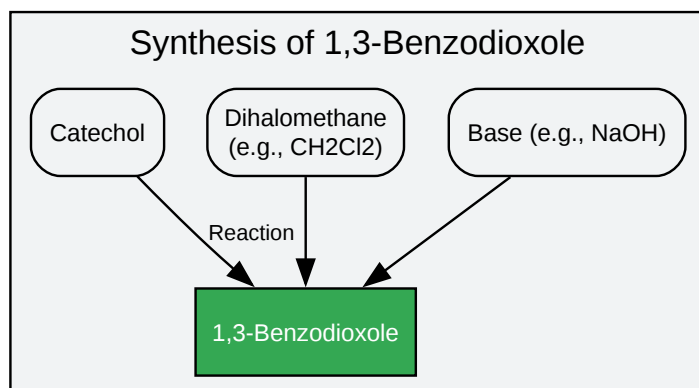 Synthesis of 1,3-Benzodioxole
Catechol
Dihalomethane
(e.g., CH2Cl2)
Base (e.g., NaOH)
Reaction
1,3-Benzodioxole